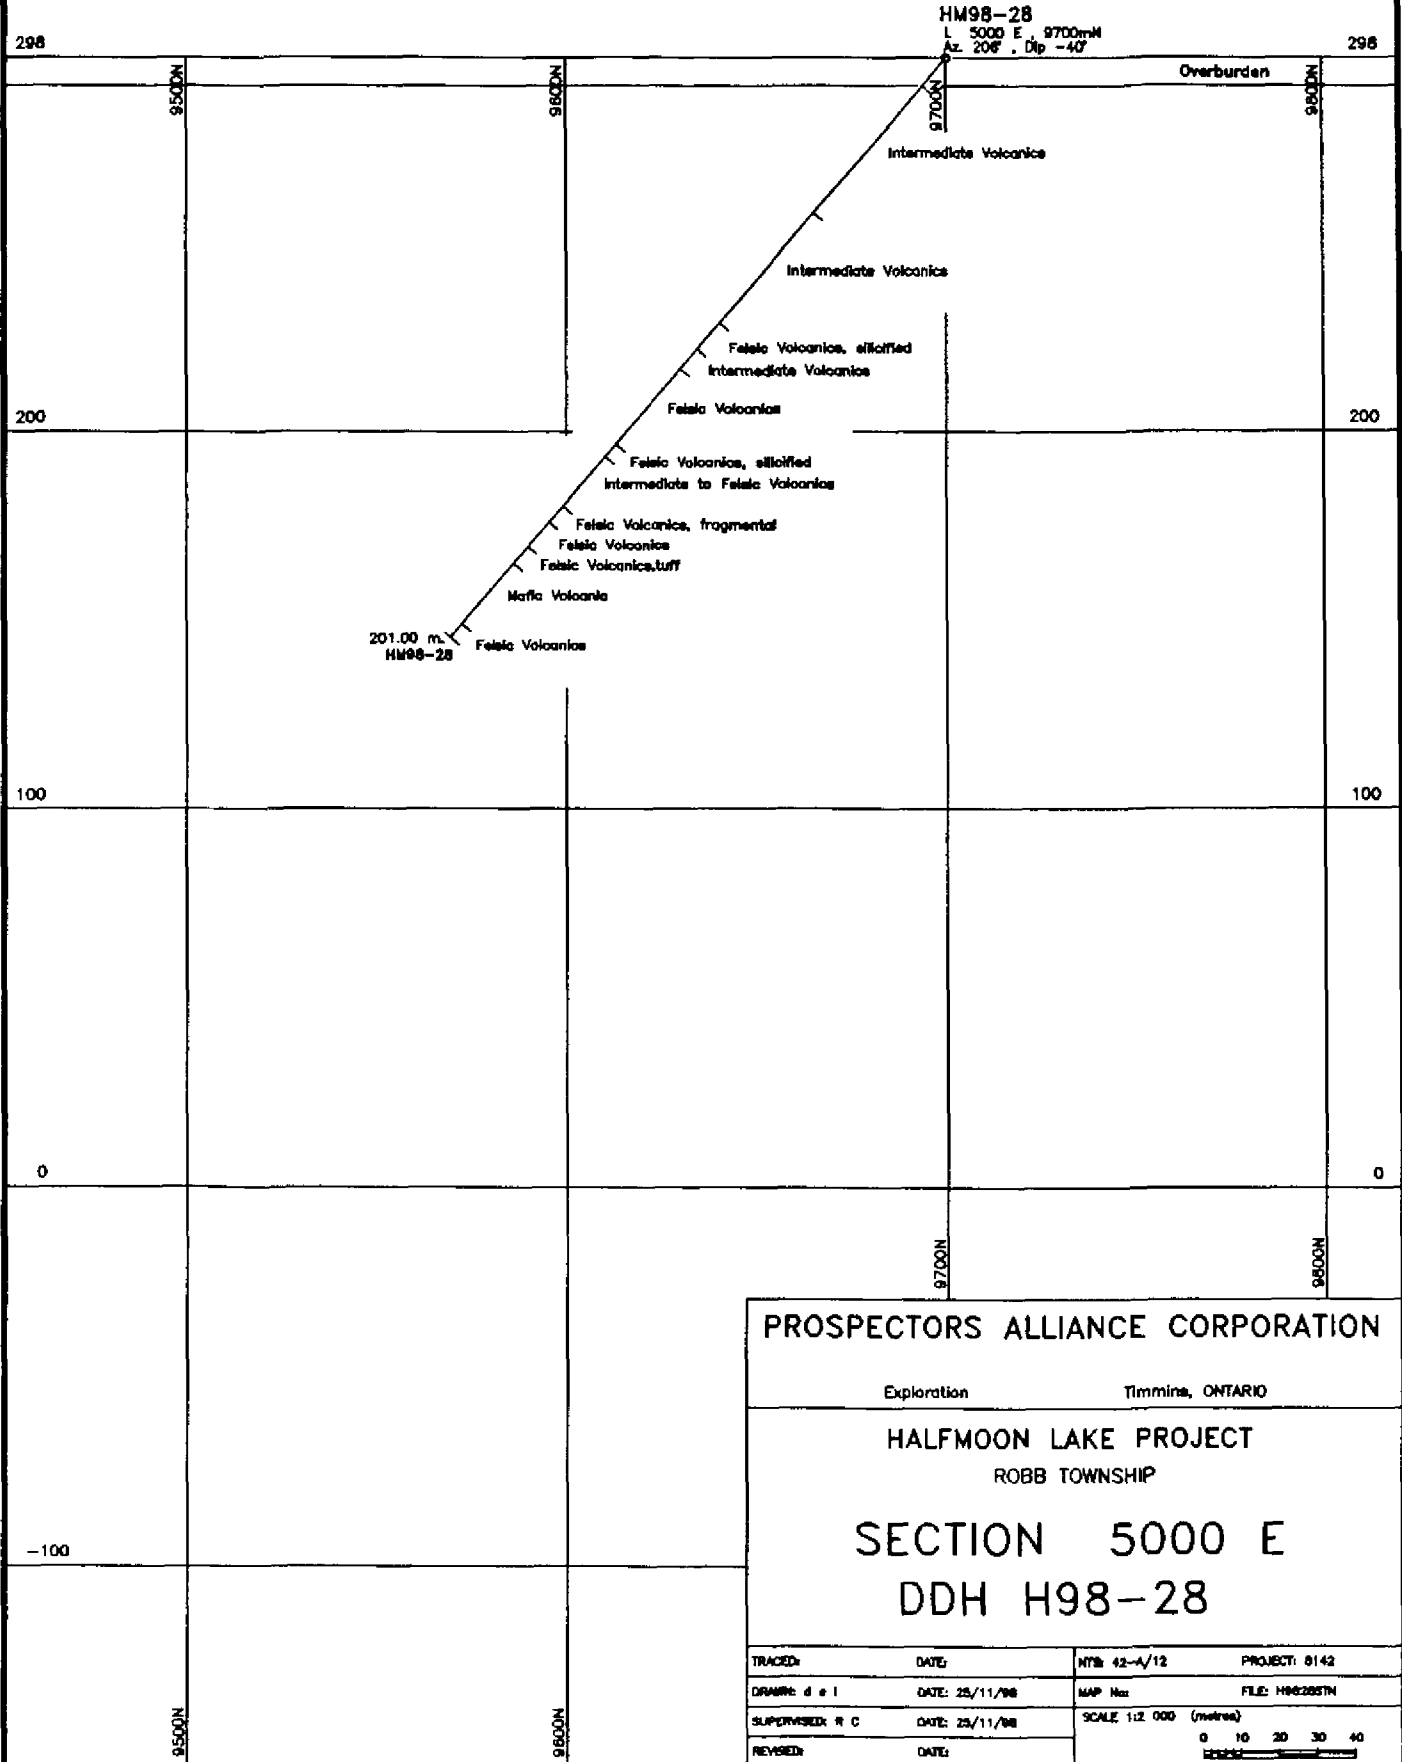 HM98-28
L 5000 E , 9700mN
Az. 206° , Dip -40°
298
298
Overburden
9500N
9600N
9700N
9800N
Intermediate Volcanics
Intermediate Volcanics
Felsic Volcanics, silicified
Intermediate Volcanics
Felsic Volcanics
200
200
Felsic Volcanics, silicified
Intermediate to Felsic Volcanics
Felsic Volcanics, fragmental
Felsic Volcanics
Felsic Volcanics,tuff
Mafic Volcanic
201.00 m.
HM98-28
Felsic Volcanics
100
100
0
0
9700N
9800N
PROSPECTORS ALLIANCE CORPORATION
Exploration Timmins, ONTARIO
HALFMOON LAKE PROJECT
ROBB TOWNSHIP
-100
SECTION 5000 E
DDH H98-28
TRACED: DATE: NTS: 42-A/12 PROJECT: 8142
DRAWN: d e l DATE: 25/11/98 MAP No: FILE:
SUPERVISED: R C DATE: 25/11/98 SCALE 1:2 000 (metres)
0 10 20 30 40
REVISED: DATE:
9500N
9600N